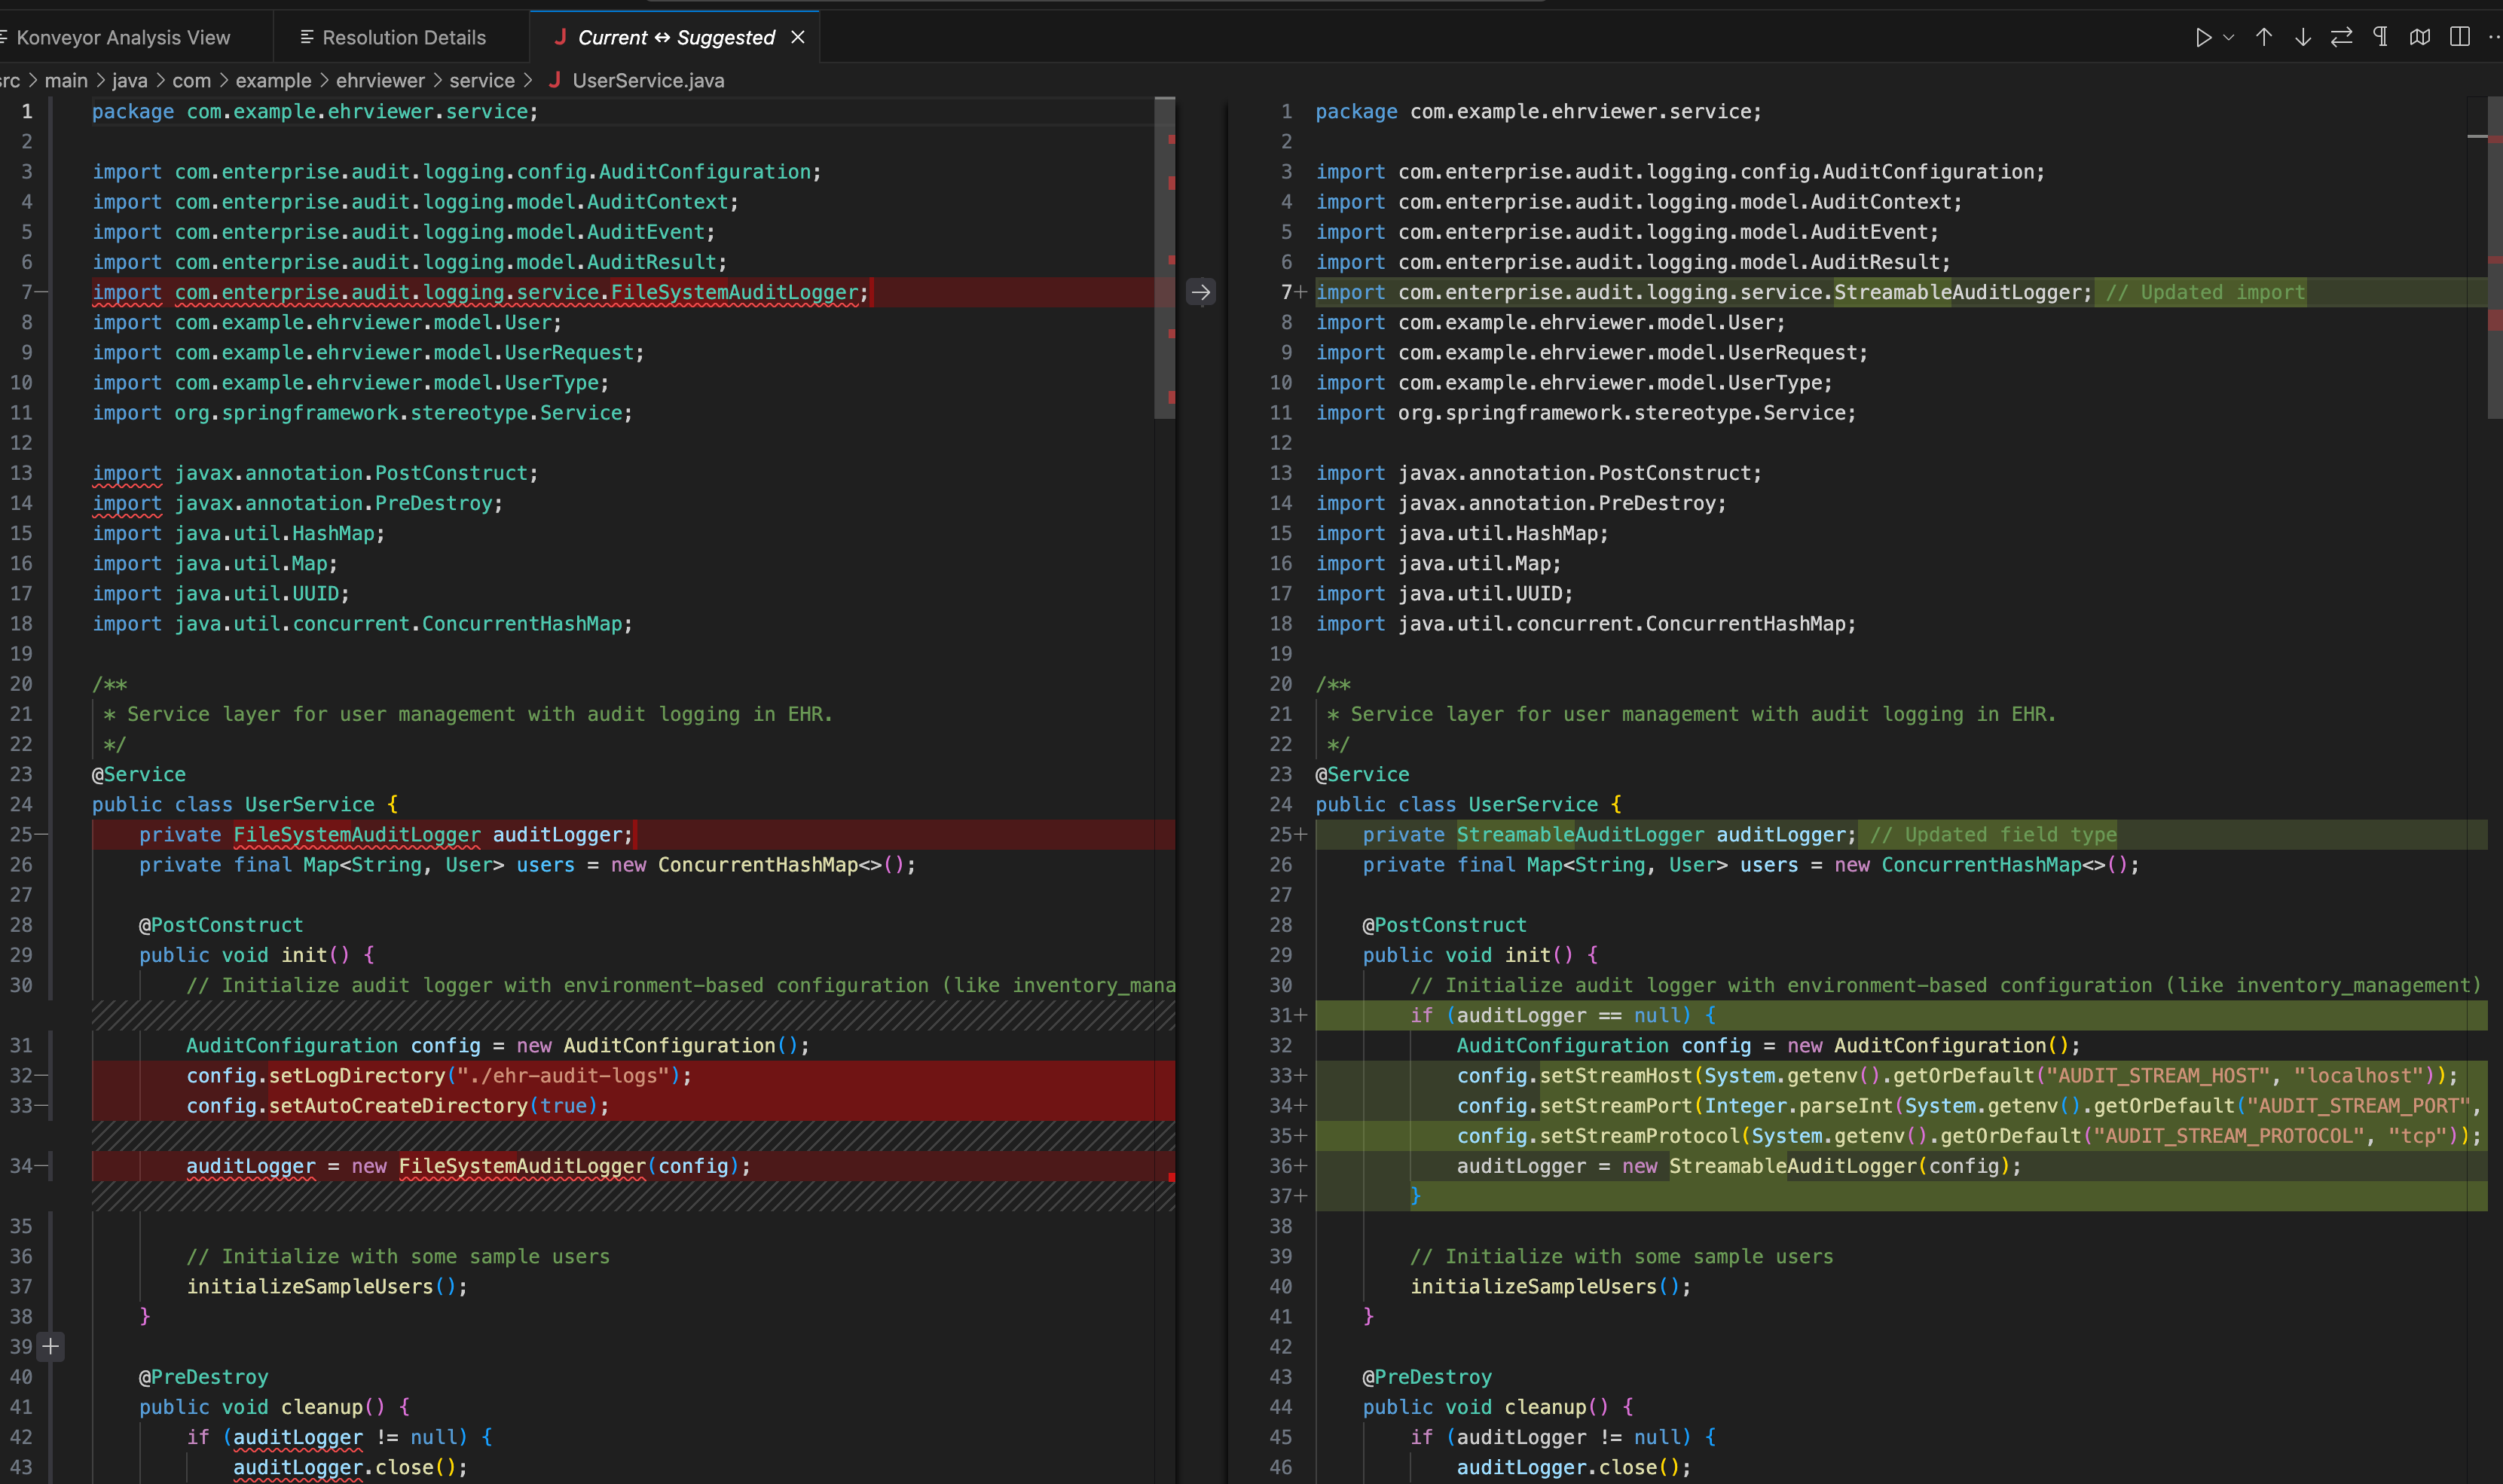 Konveyor Analysis View
Resolution Details
Current ↔ Suggested
src > main > java > com > example > ehrviewer > service > J UserService.java
1 package com.example.ehrviewer.service;
2
3 import com.enterprise.audit.logging.config.AuditConfiguration;
4 import com.enterprise.audit.logging.model.AuditContext;
5 import com.enterprise.audit.logging.model.AuditEvent;
6 import com.enterprise.audit.logging.model.AuditResult;
7− import com.enterprise.audit.logging.service.FileSystemAuditLogger;
8 import com.example.ehrviewer.model.User;
9 import com.example.ehrviewer.model.UserRequest;
10 import com.example.ehrviewer.model.UserType;
11 import org.springframework.stereotype.Service;
12
13 import javax.annotation.PostConstruct;
14 import javax.annotation.PreDestroy;
15 import java.util.HashMap;
16 import java.util.Map;
17 import java.util.UUID;
18 import java.util.concurrent.ConcurrentHashMap;
19
20 /**
21 * Service layer for user management with audit logging in EHR.
22 */
23 @Service
24 public class UserService {
25− private FileSystemAuditLogger auditLogger;
26 private final Map<String, User> users = new ConcurrentHashMap<>();
27
28 @PostConstruct
29 public void init() {
30 // Initialize audit logger with environment-based configuration (like inventory_mana
31 AuditConfiguration config = new AuditConfiguration();
32− config.setLogDirectory("./ehr-audit-logs");
33− config.setAutoCreateDirectory(true);
34− auditLogger = new FileSystemAuditLogger(config);
35
36 // Initialize with some sample users
37 initializeSampleUsers();
38 }
39
40 @PreDestroy
41 public void cleanup() {
42 if (auditLogger != null) {
43 auditLogger.close();
1 package com.example.ehrviewer.service;
2
3 import com.enterprise.audit.logging.config.AuditConfiguration;
4 import com.enterprise.audit.logging.model.AuditContext;
5 import com.enterprise.audit.logging.model.AuditEvent;
6 import com.enterprise.audit.logging.model.AuditResult;
7+ import com.enterprise.audit.logging.service.StreamableAuditLogger; // Updated import
8 import com.example.ehrviewer.model.User;
9 import com.example.ehrviewer.model.UserRequest;
10 import com.example.ehrviewer.model.UserType;
11 import org.springframework.stereotype.Service;
12
13 import javax.annotation.PostConstruct;
14 import javax.annotation.PreDestroy;
15 import java.util.HashMap;
16 import java.util.Map;
17 import java.util.UUID;
18 import java.util.concurrent.ConcurrentHashMap;
19
20 /**
21 * Service layer for user management with audit logging in EHR.
22 */
23 @Service
24 public class UserService {
25+ private StreamableAuditLogger auditLogger; // Updated field type
26 private final Map<String, User> users = new ConcurrentHashMap<>();
27
28 @PostConstruct
29 public void init() {
30 // Initialize audit logger with environment-based configuration (like inventory_management)
31+ if (auditLogger == null) {
32 AuditConfiguration config = new AuditConfiguration();
33+ config.setStreamHost(System.getenv().getOrDefault("AUDIT_STREAM_HOST", "localhost"));
34+ config.setStreamPort(Integer.parseInt(System.getenv().getOrDefault("AUDIT_STREAM_PORT",
35+ config.setStreamProtocol(System.getenv().getOrDefault("AUDIT_STREAM_PROTOCOL", "tcp"));
36+ auditLogger = new StreamableAuditLogger(config);
37+ }
38
39 // Initialize with some sample users
40 initializeSampleUsers();
41 }
42
43 @PreDestroy
44 public void cleanup() {
45 if (auditLogger != null) {
46 auditLogger.close();